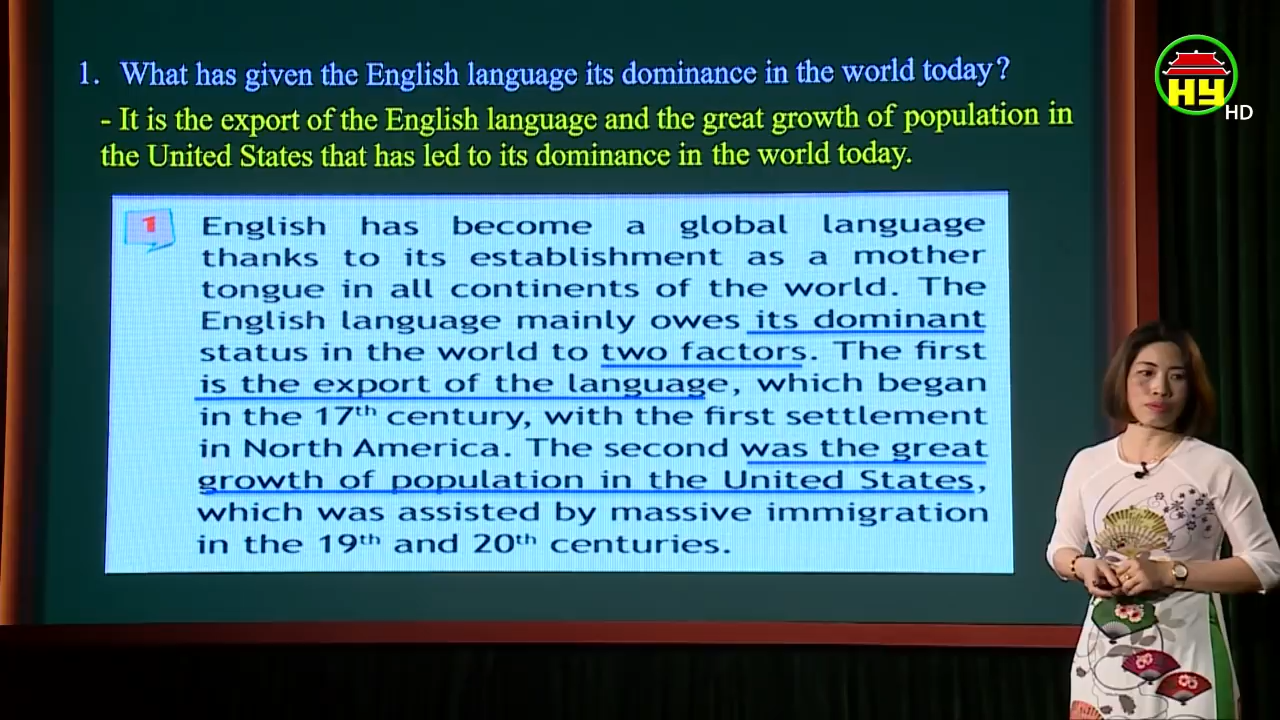 1. What has given the English language its dominance in the world today?
- It is the export of the English language and the great growth of population in
the United States that has led to its dominance in the world today.
1
English has become a global language
thanks to its establishment as a mother
tongue in all continents of the world. The
English language mainly owes its dominant
status in the world to two factors. The first
is the export of the language, which began
in the 17th century, with the first settlement
in North America. The second was the great
growth of population in the United States,
which was assisted by massive immigration
in the 19th and 20th centuries.
HY
HD